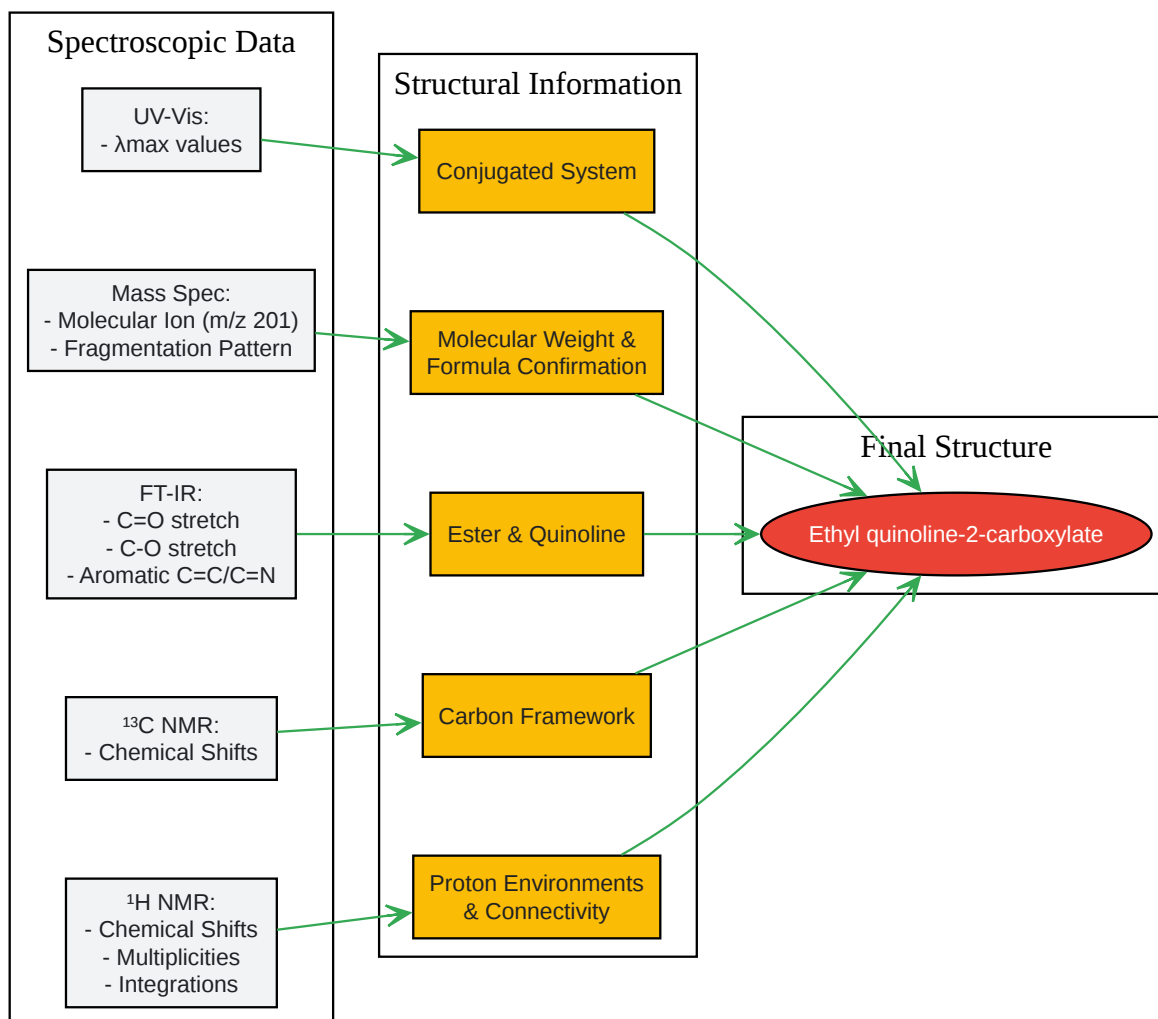 Spectroscopic Data
UV-Vis:
- λmax values
Mass Spec:
- Molecular Ion (m/z 201)
- Fragmentation Pattern
FT-IR:
- C=O stretch
- C-O stretch
- Aromatic C=C/C=N
¹³C NMR:
- Chemical Shifts
¹H NMR:
- Chemical Shifts
- Multiplicities
- Integrations
Structural Information
Conjugated System
Molecular Weight &
Formula Confirmation
Ester & Quinoline
Carbon Framework
Proton Environments
& Connectivity
Final Structure
Ethyl quinoline-2-carboxylate